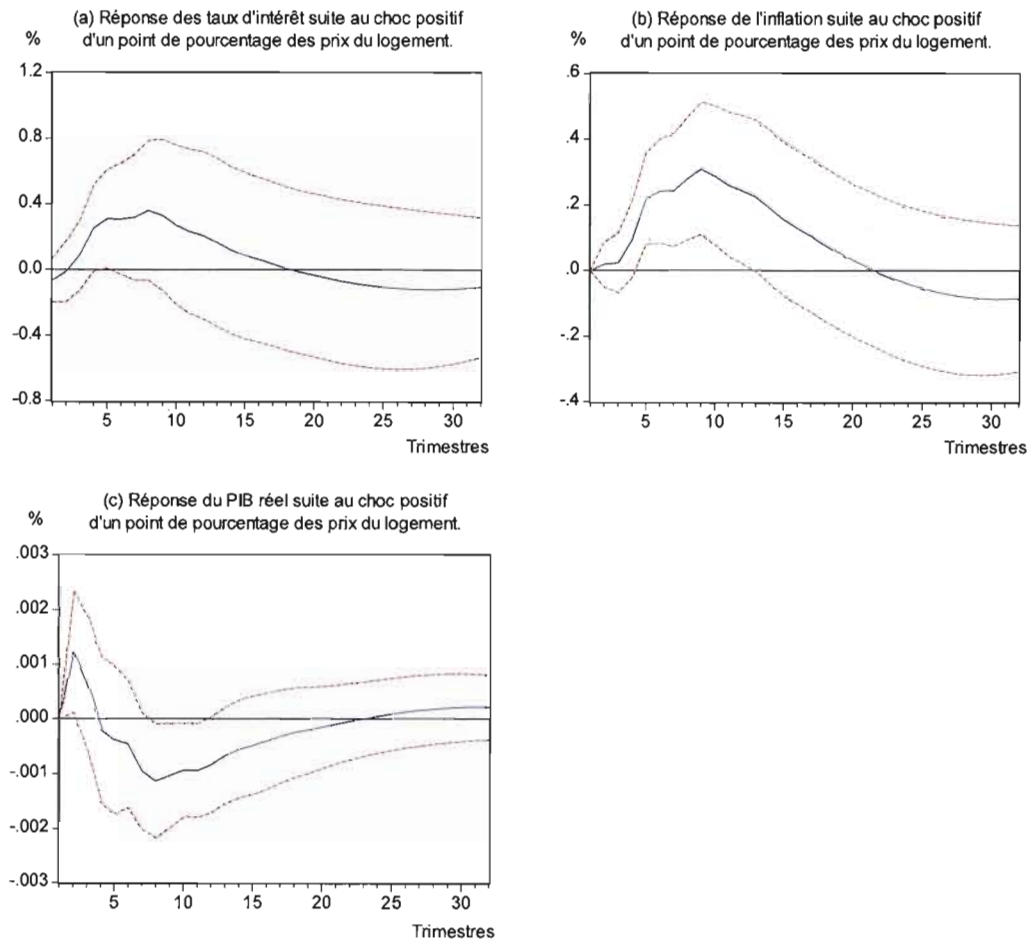 (a) Réponse des taux d'intérêt suite au choc positif
d'un point de pourcentage des prix du logement.
%
1.2
0.8
0.4
0.0
-0.4
-0.8
5 10 15 20 25 30
Trimestres
(b) Réponse de l'inflation suite au choc positif
d'un point de pourcentage des prix du logement.
%
.6
.4
.2
.0
-.2
-.4
5 10 15 20 25 30
Trimestres
(c) Réponse du PIB réel suite au choc positif
d'un point de pourcentage des prix du logement.
%
.003
.002
.001
.000
-.001
-.002
-.003
5 10 15 20 25 30
Trimestres